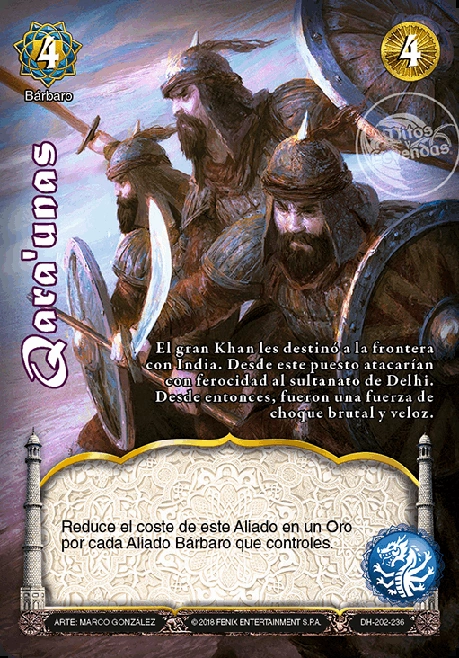 4
4
Bárbaro
Mitos
Leyendas
Qara'unas
El gran Khan les destinó a la frontera
con India. Desde este puesto atacarían
con ferocidad al sultanato de Delhi.
Desde entonces, fueron una fuerza de
choque brutal y veloz.
Reduce el coste de este Aliado en un Oro
por cada Aliado Bárbaro que controles.
ARTE: MARCO GONZALEZ
©2018 FENIX ENTERTAINMENT S.P.A.
DH-202-236